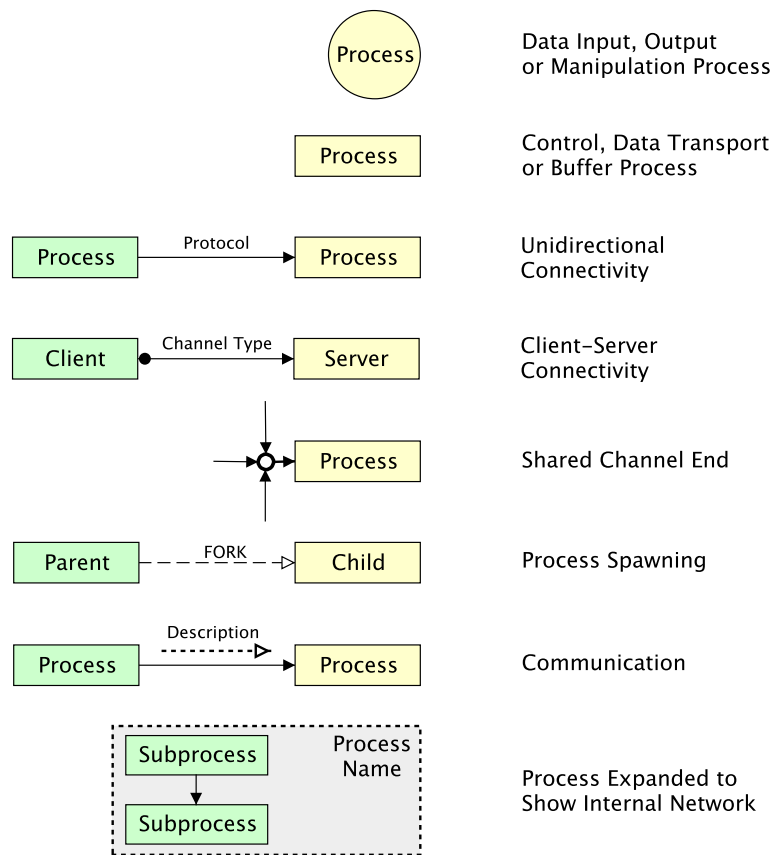 Process
Data Input, Output
or Manipulation Process
Process
Control, Data Transport
or Buffer Process
Process
Protocol
Process
Unidirectional
Connectivity
Client
Channel Type
Server
Client–Server
Connectivity
Process
Shared Channel End
Parent
FORK
Child
Process Spawning
Process
Description
Process
Communication
Subprocess
Subprocess
Process
Name
Process Expanded to
Show Internal Network